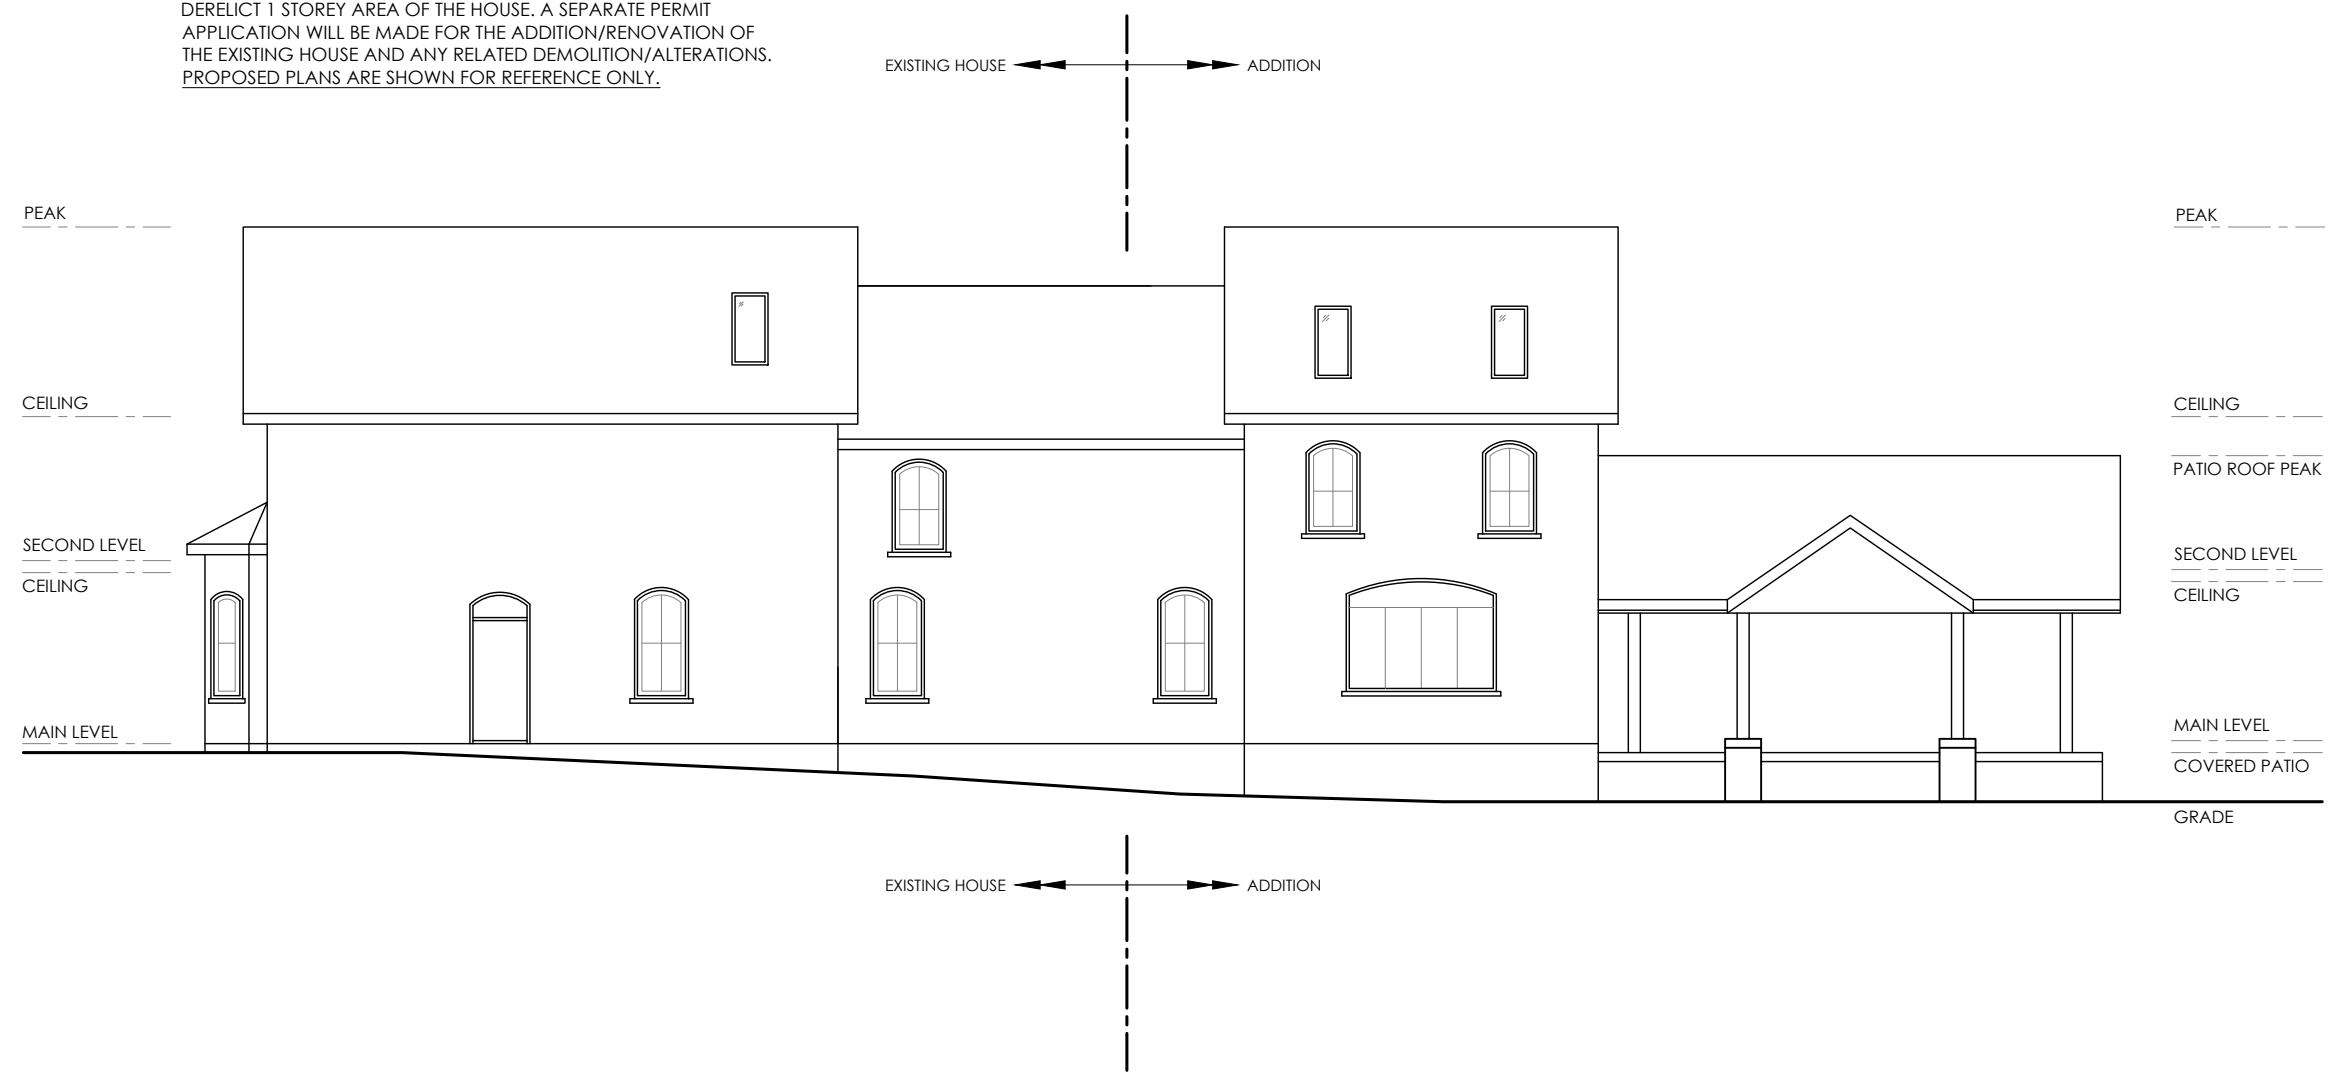 DERELICT 1 STOREY AREA OF THE HOUSE. A SEPARATE PERMIT
APPLICATION WILL BE MADE FOR THE ADDITION/RENOVATION OF
THE EXISTING HOUSE AND ANY RELATED DEMOLITION/ALTERATIONS.
PROPOSED PLANS ARE SHOWN FOR REFERENCE ONLY.
EXISTING HOUSE
ADDITION
PEAK
CEILING
SECOND LEVEL
CEILING
MAIN LEVEL
PEAK
CEILING
PATIO ROOF PEAK
SECOND LEVEL
CEILING
MAIN LEVEL
COVERED PATIO
GRADE
EXISTING HOUSE
ADDITION